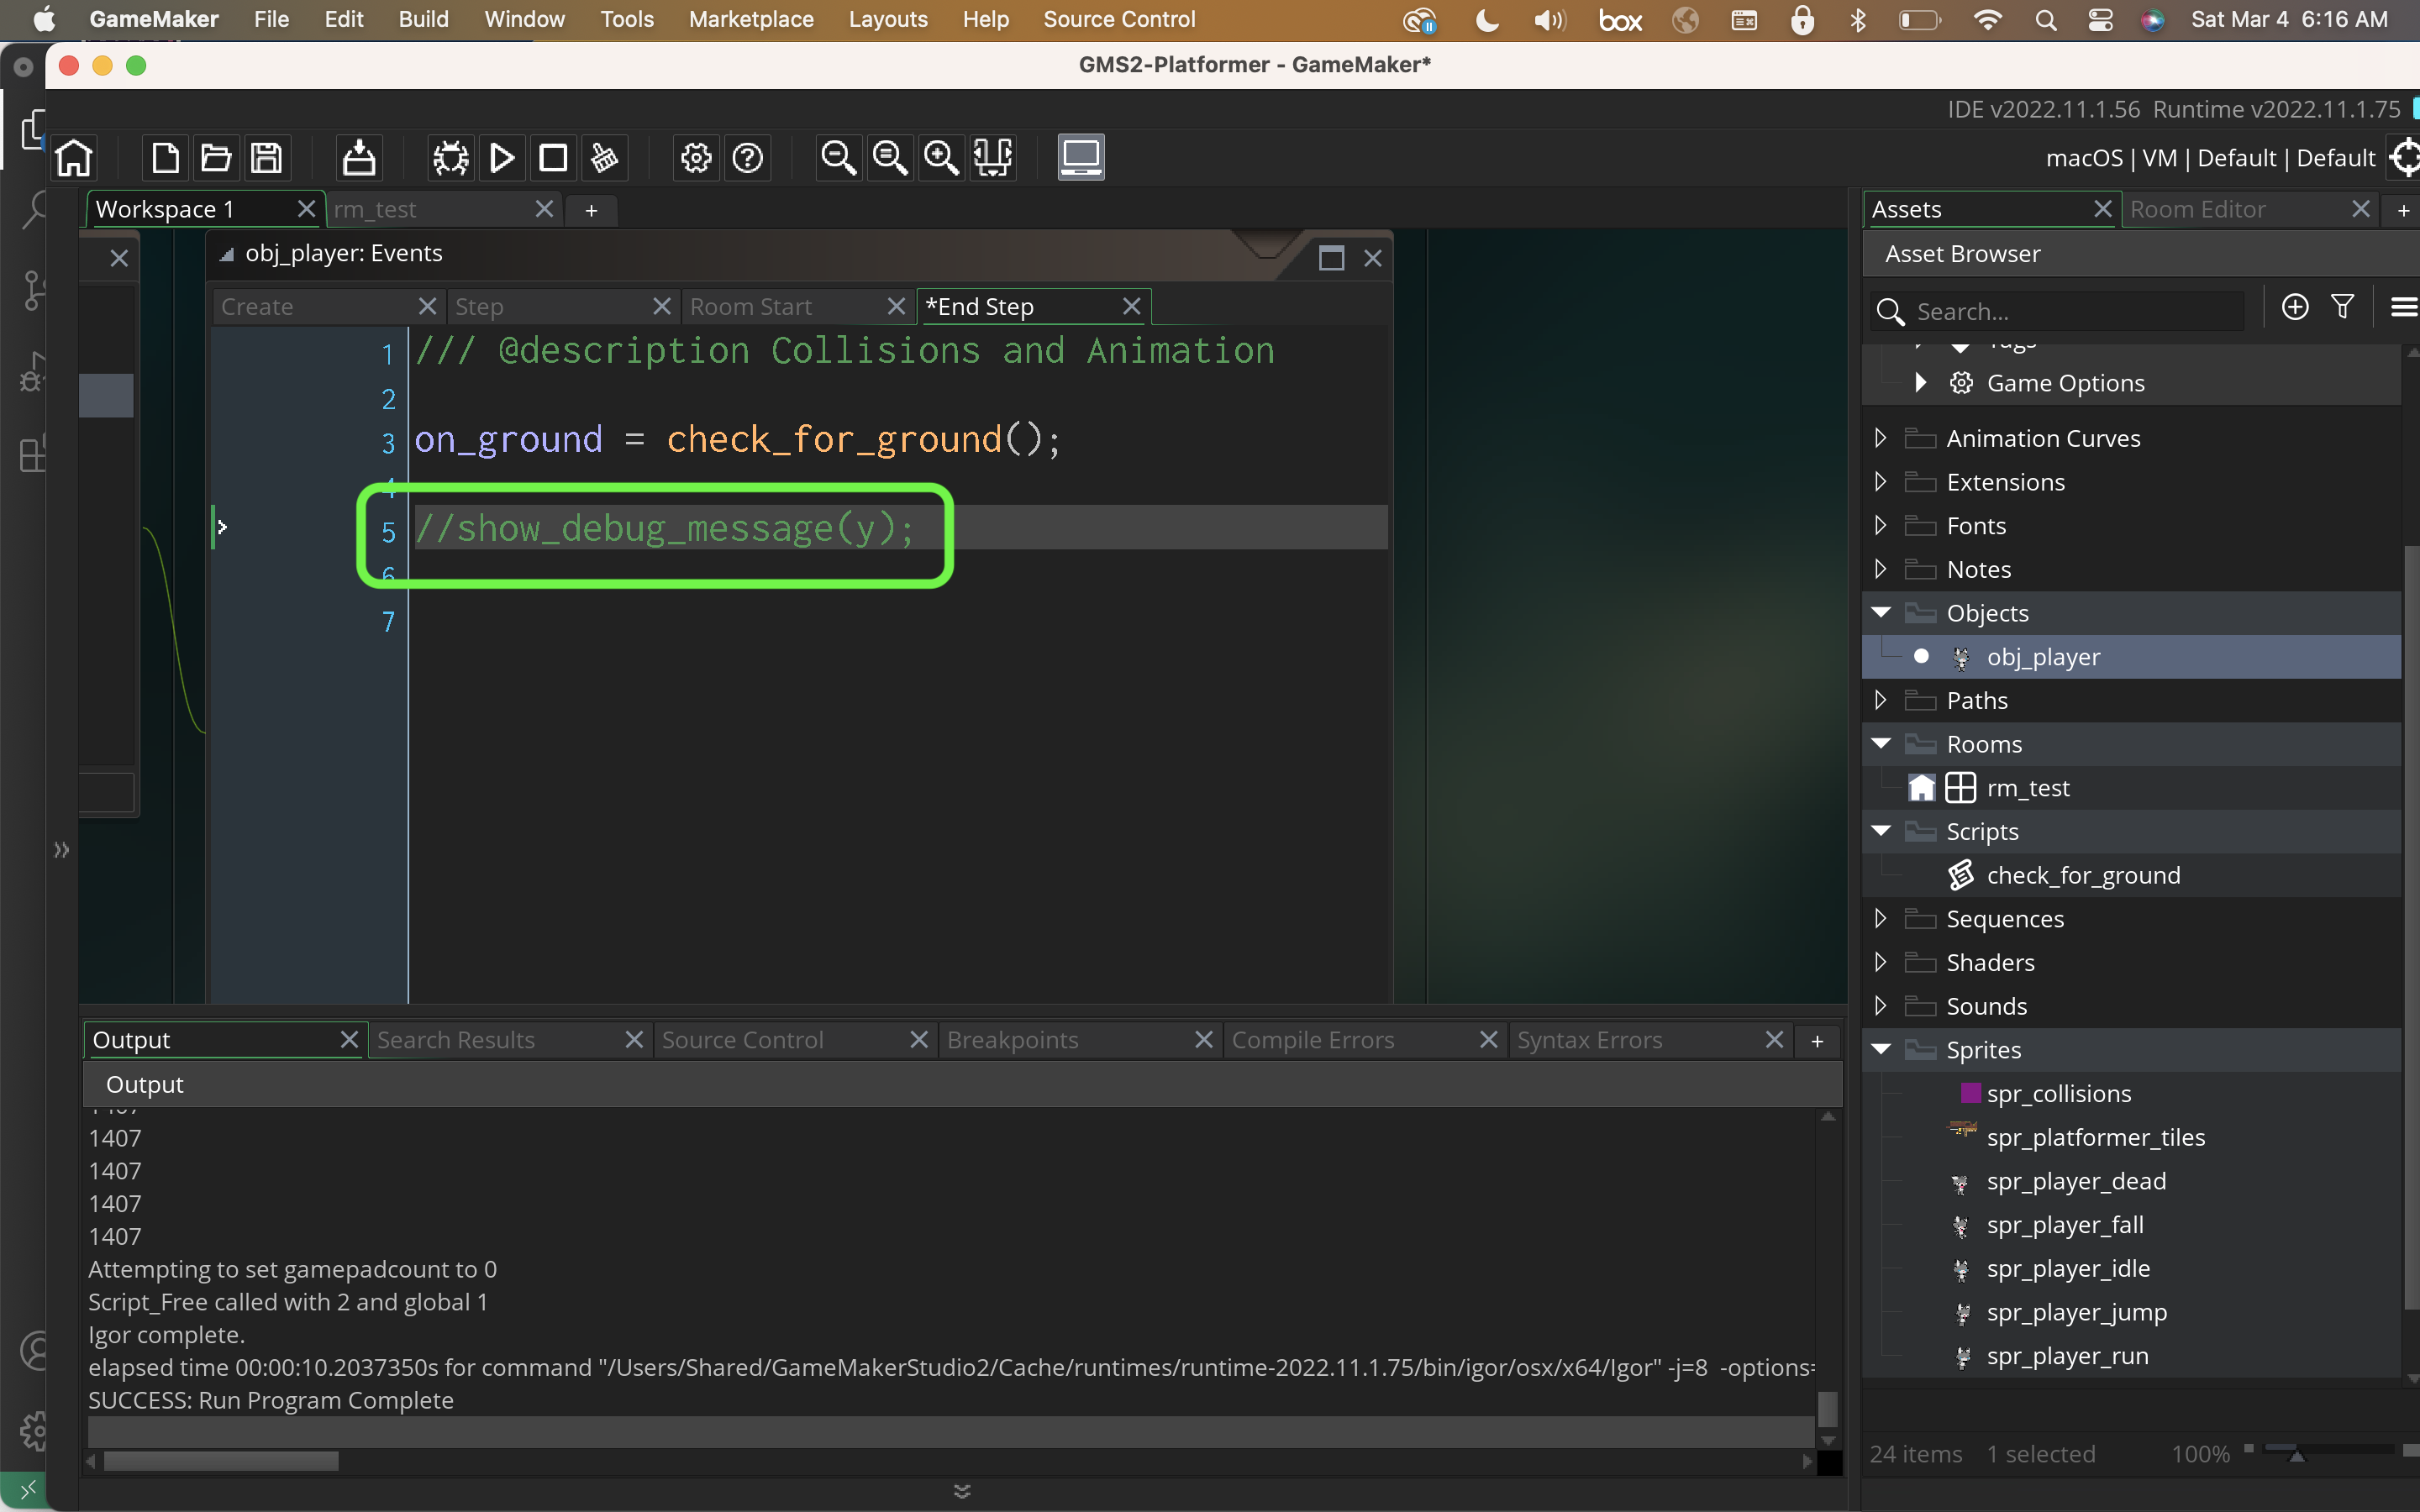 GameMaker File Edit Build Window Tools Marketplace Layouts Help Source Control box Sat Mar 4 6:16 AM
GMS2-Platformer - GameMaker*
IDE v2022.11.1.56 Runtime v2022.11.1.75
macOS | VM | Default | Default
Workspace 1 rm_test +
Assets Room Editor +
obj_player: Events
Asset Browser
Create Step Room Start *End Step
Search...
1 /// @description Collisions and Animation
2
3 on_ground = check_for_ground();
4
5 //show_debug_message(y);
6
7
Tags
Game Options
Animation Curves
Extensions
Fonts
Notes
Objects
obj_player
Paths
Rooms
rm_test
Scripts
check_for_ground
Sequences
Shaders
Sounds
Sprites
spr_collisions
spr_platformer_tiles
spr_player_dead
spr_player_fall
spr_player_idle
spr_player_jump
spr_player_run
24 items 1 selected 100%
Output Search Results Source Control Breakpoints Compile Errors Syntax Errors +
Output
1407
1407
1407
1407
1407
Attempting to set gamepadcount to 0
Script_Free called with 2 and global 1
Igor complete.
elapsed time 00:00:10.2037350s for command "/Users/Shared/GameMakerStudio2/Cache/runtimes/runtime-2022.11.1.75/bin/igor/osx/x64/Igor" -j=8 -options=
SUCCESS: Run Program Complete